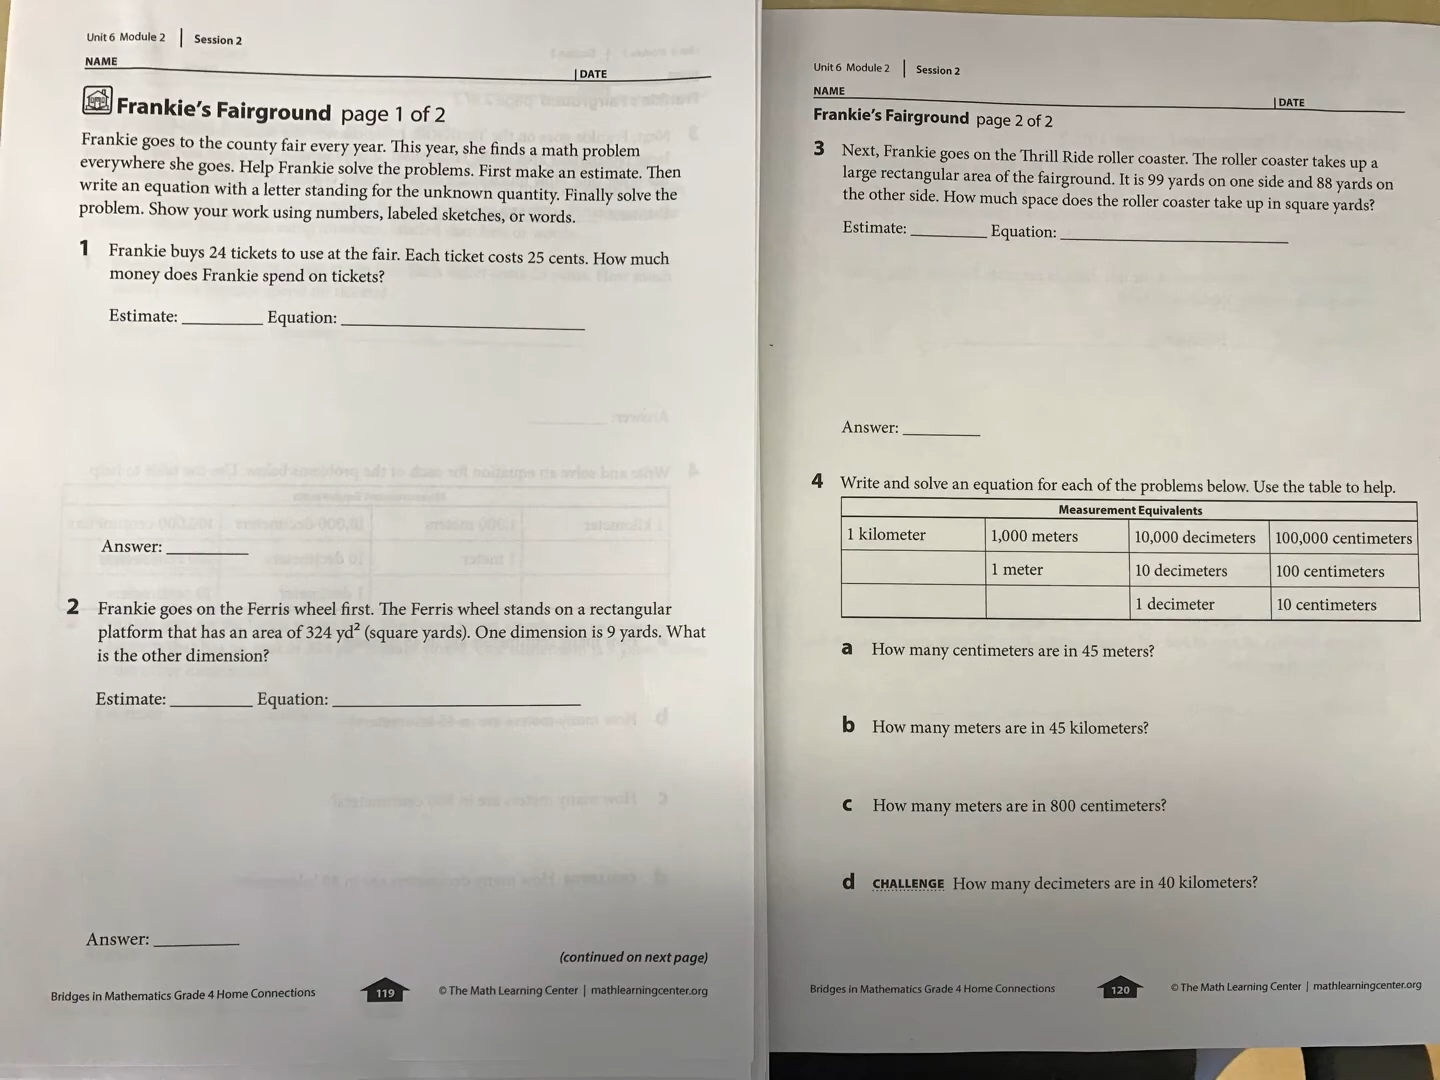 Unit 6 Module 2 | Session 2
NAME | DATE
Frankie's Fairground page 1 of 2
Frankie goes to the county fair every year. This year, she finds a math problem
everywhere she goes. Help Frankie solve the problems. First make an estimate. Then
write an equation with a letter standing for the unknown quantity. Finally solve the
problem. Show your work using numbers, labeled sketches, or words.
1 Frankie buys 24 tickets to use at the fair. Each ticket costs 25 cents. How much
money does Frankie spend on tickets?
Estimate: ________ Equation: ________________________
Answer: ________
2 Frankie goes on the Ferris wheel first. The Ferris wheel stands on a rectangular
platform that has an area of 324 yd² (square yards). One dimension is 9 yards. What
is the other dimension?
Estimate: ________ Equation: ________________________
Answer: ________
(continued on next page)
Bridges in Mathematics Grade 4 Home Connections 119 © The Math Learning Center | mathlearningcenter.org
Unit 6 Module 2 | Session 2
NAME | DATE
Frankie's Fairground page 2 of 2
3 Next, Frankie goes on the Thrill Ride roller coaster. The roller coaster takes up a
large rectangular area of the fairground. It is 99 yards on one side and 88 yards on
the other side. How much space does the roller coaster take up in square yards?
Estimate: ________ Equation: ________________________
Answer: ________
4 Write and solve an equation for each of the problems below. Use the table to help.
Measurement Equivalents
1 kilometer 1,000 meters 10,000 decimeters 100,000 centimeters
1 meter 10 decimeters 100 centimeters
1 decimeter 10 centimeters
a How many centimeters are in 45 meters?
b How many meters are in 45 kilometers?
c How many meters are in 800 centimeters?
d CHALLENGE How many decimeters are in 40 kilometers?
Bridges in Mathematics Grade 4 Home Connections 120 © The Math Learning Center | mathlearningcenter.org